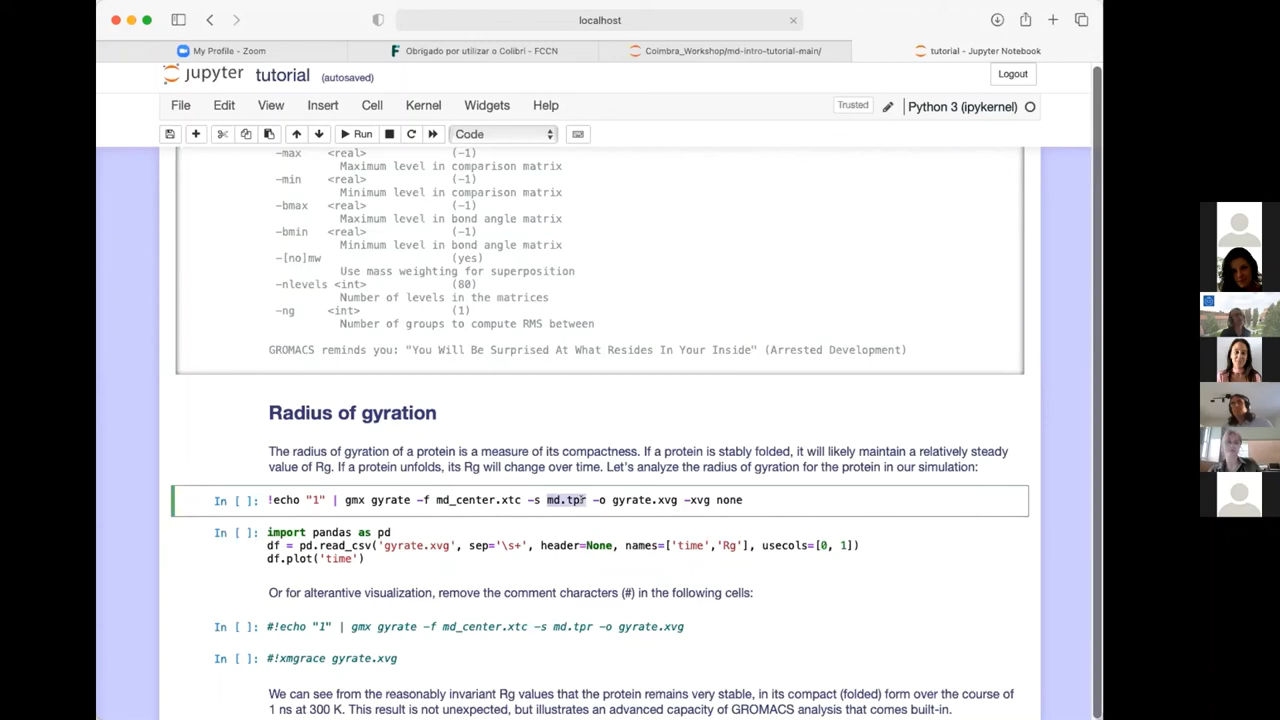 localhost
My Profile - Zoom
Obrigado por utilizar o Colibri - FCCN
Coimbra_Workshop/md-intro-tutorial-main/
tutorial - Jupyter Notebook
jupyter tutorial (autosaved)
Logout
File Edit View Insert Cell Kernel Widgets Help
Trusted
Python 3 (ipykernel)
Run
Code
-max <real> (-1)
Maximum level in comparison matrix
-min <real> (-1)
Minimum level in comparison matrix
-bmax <real> (-1)
Maximum level in bond angle matrix
-bmin <real> (-1)
Minimum level in bond angle matrix
-[no]mw (yes)
Use mass weighting for superposition
-nlevels <int> (80)
Number of levels in the matrices
-ng <int> (1)
Number of groups to compute RMS between
GROMACS reminds you: "You Will Be Surprised At What Resides In Your Inside" (Arrested Development)
Radius of gyration
The radius of gyration of a protein is a measure of its compactness. If a protein is stably folded, it will likely maintain a relatively steady
value of Rg. If a protein unfolds, its Rg will change over time. Let's analyze the radius of gyration for the protein in our simulation:
In [ ]: !echo "1" | gmx gyrate -f md_center.xtc -s md.tpr -o gyrate.xvg -xvg none
In [ ]: import pandas as pd
df = pd.read_csv('gyrate.xvg', sep='\s+', header=None, names=['time','Rg'], usecols=[0, 1])
df.plot('time')
Or for alterantive visualization, remove the comment characters (#) in the following cells:
In [ ]: #!echo "1" | gmx gyrate -f md_center.xtc -s md.tpr -o gyrate.xvg
In [ ]: #!xmgrace gyrate.xvg
We can see from the reasonably invariant Rg values that the protein remains very stable, in its compact (folded) form over the course of
1 ns at 300 K. This result is not unexpected, but illustrates an advanced capacity of GROMACS analysis that comes built-in.